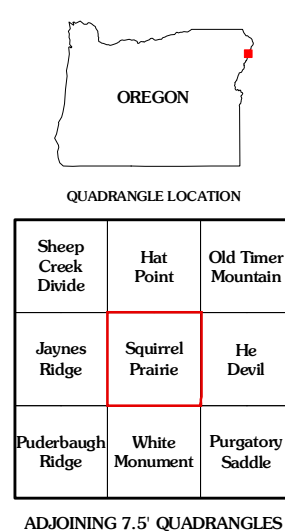 OREGON
QUADRANGLE LOCATION
Sheep
Creek
Divide
Hat
Point
Old Timer
Mountain
Jaynes
Ridge
Squirrel
Prairie
He
Devil
Puderbaugh
Ridge
White
Monument
Purgatory
Saddle
ADJOINING 7.5' QUADRANGLES